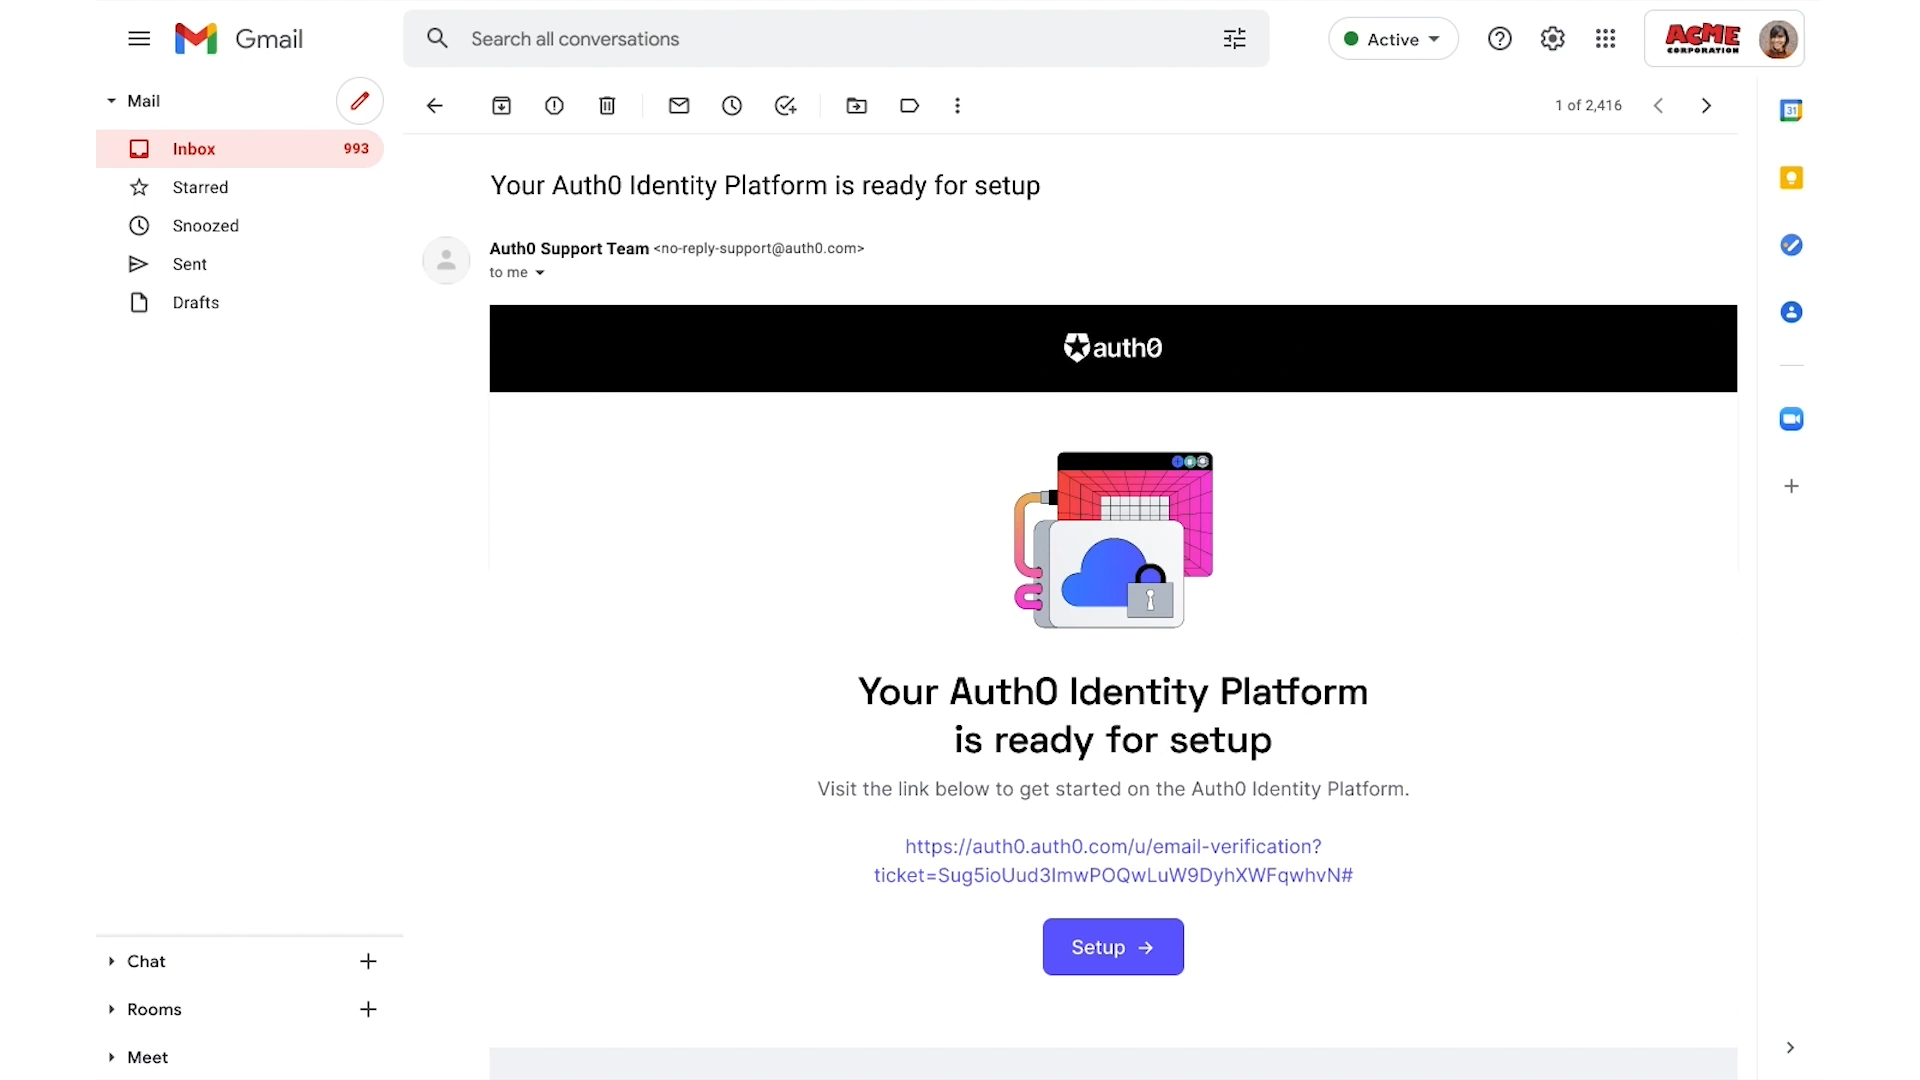 Gmail
Search all conversations
Active
ACME
CORPORATION
Mail
1 of 2,416
31
Inbox
993
Starred
Snoozed
Sent
Drafts
Your Auth0 Identity Platform is ready for setup
Auth0 Support Team <no-reply-support@auth0.com>
to me
auth0
Your Auth0 Identity Platform
is ready for setup
Visit the link below to get started on the Auth0 Identity Platform.
https://auth0.auth0.com/u/email-verification?
ticket=Sug5ioUud3ImwPOQwLuW9DyhXWFqwhvN#
Setup →
Chat
Rooms
Meet